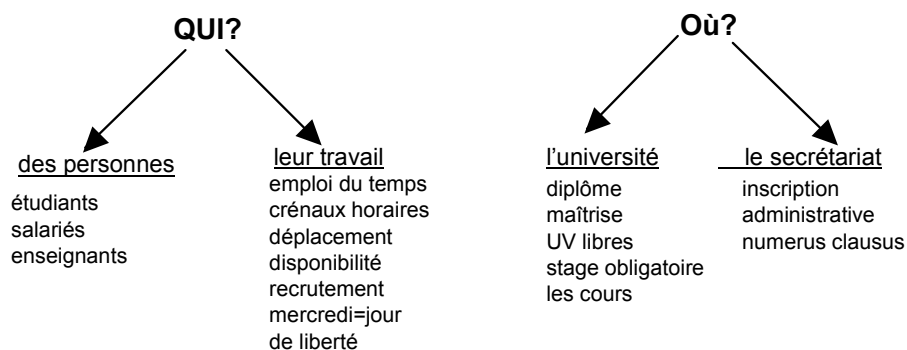 QUI?
des personnes
étudiants
salariés
enseignants
leur travail
emploi du temps
crénaux horaires
déplacement
disponibilité
recrutement
mercredi=jour
de liberté
Où?
l'université
diplôme
maîtrise
UV libres
stage obligatoire
les cours
le secrétariat
inscription
administrative
numerus clausus